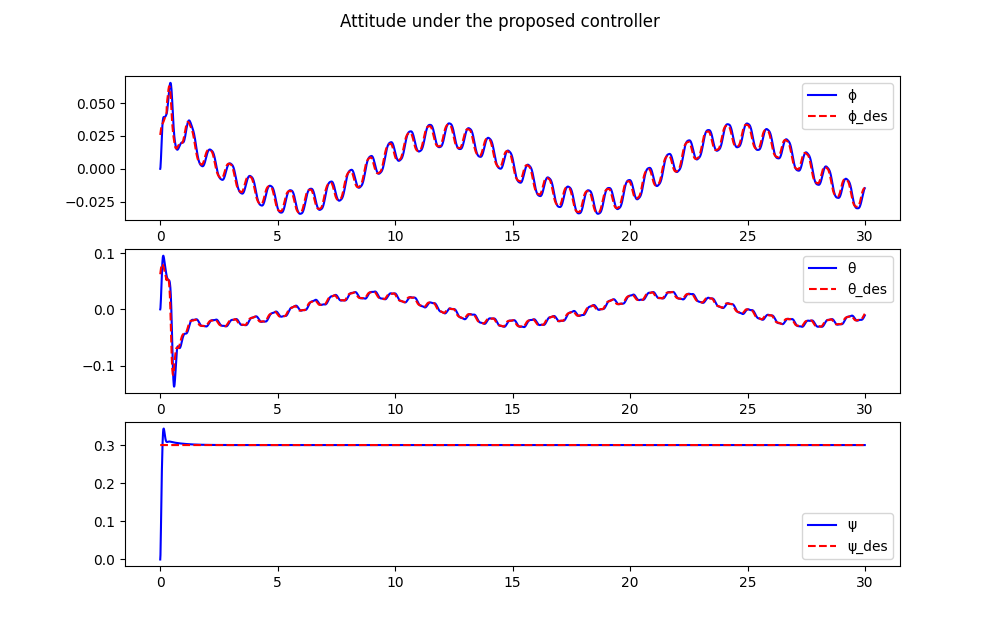 Attitude under the proposed controller
0.050
0.025
0.000
−0.025
ϕ
ϕ_des
0 5 10 15 20 25 30
0.1
0.0
−0.1
θ
θ_des
0 5 10 15 20 25 30
0.3
0.2
0.1
0.0
ψ
ψ_des
0 5 10 15 20 25 30